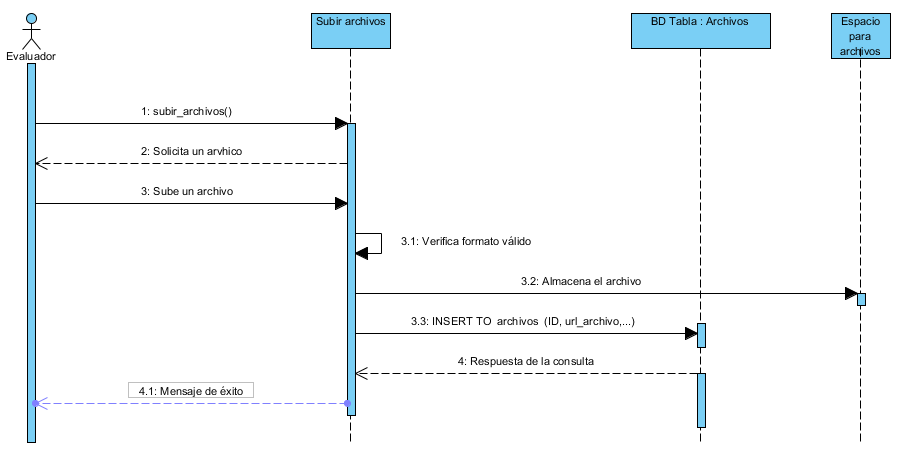 Subir archivos
BD Tabla : Archivos
Espacio
para
archivos
Evaluador
1: subir_archivos()
2: Solicita un arvhico
3: Sube un archivo
3.1: Verifica formato válido
3.2: Almacena el archivo
3.3: INSERT TO archivos (ID, url_archivo,...)
4: Respuesta de la consulta
4.1: Mensaje de éxito